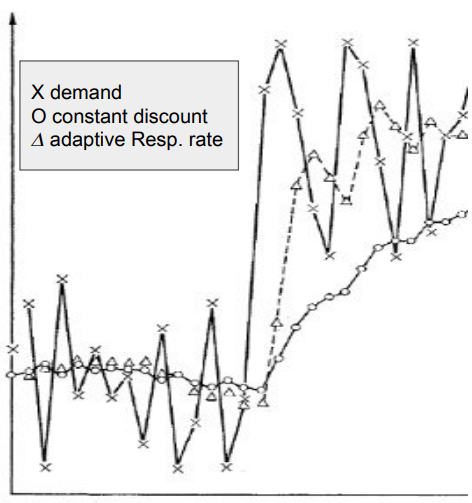 X demand
O constant discount
Δ adaptive Resp. rate